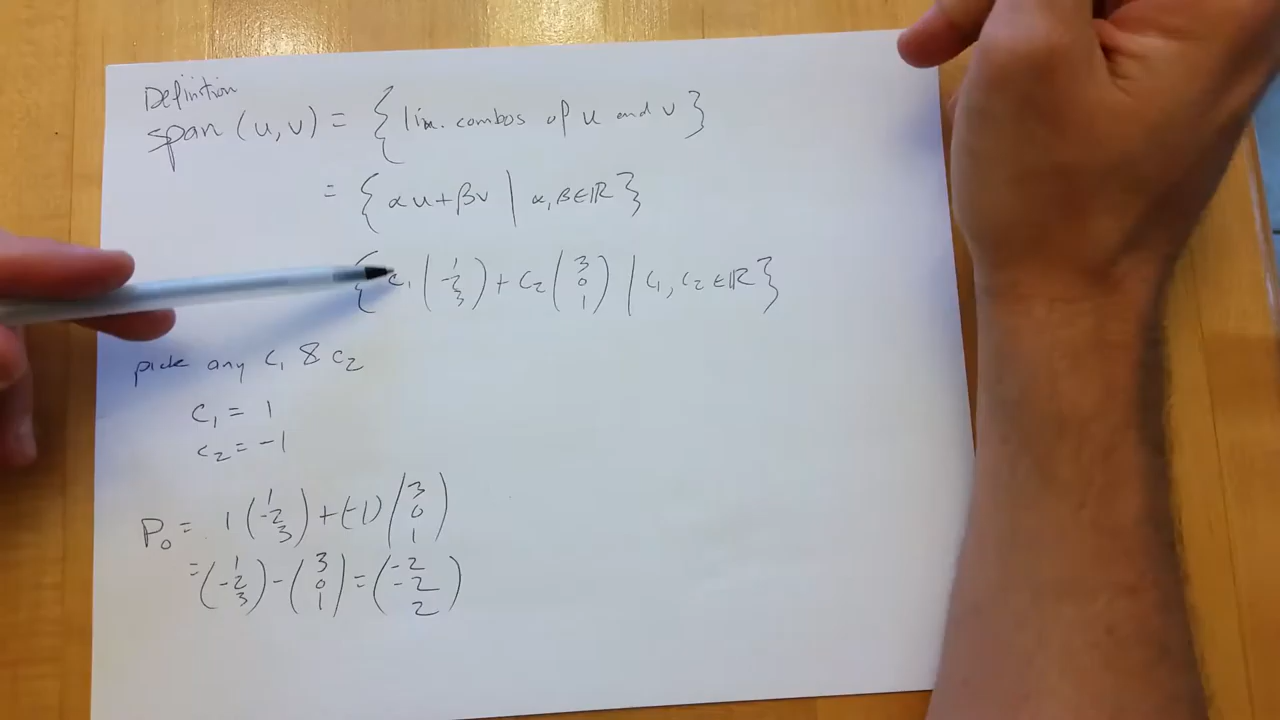 Definition
span (u,v) = { lin. combos of u and v }
= { αu+βv | α,β∈ℝ }
{ c₁ (1 -2 3) + c₂ (3 0 1) | c₁, c₂ ∈ℝ }
pick any c₁ & c₂
c₁ = 1
c₂ = -1
P₀ = 1 (1 -2 3) + (-1) (3 0 1)
= (1 -2 3) - (3 0 1) = (-2 -2 2)